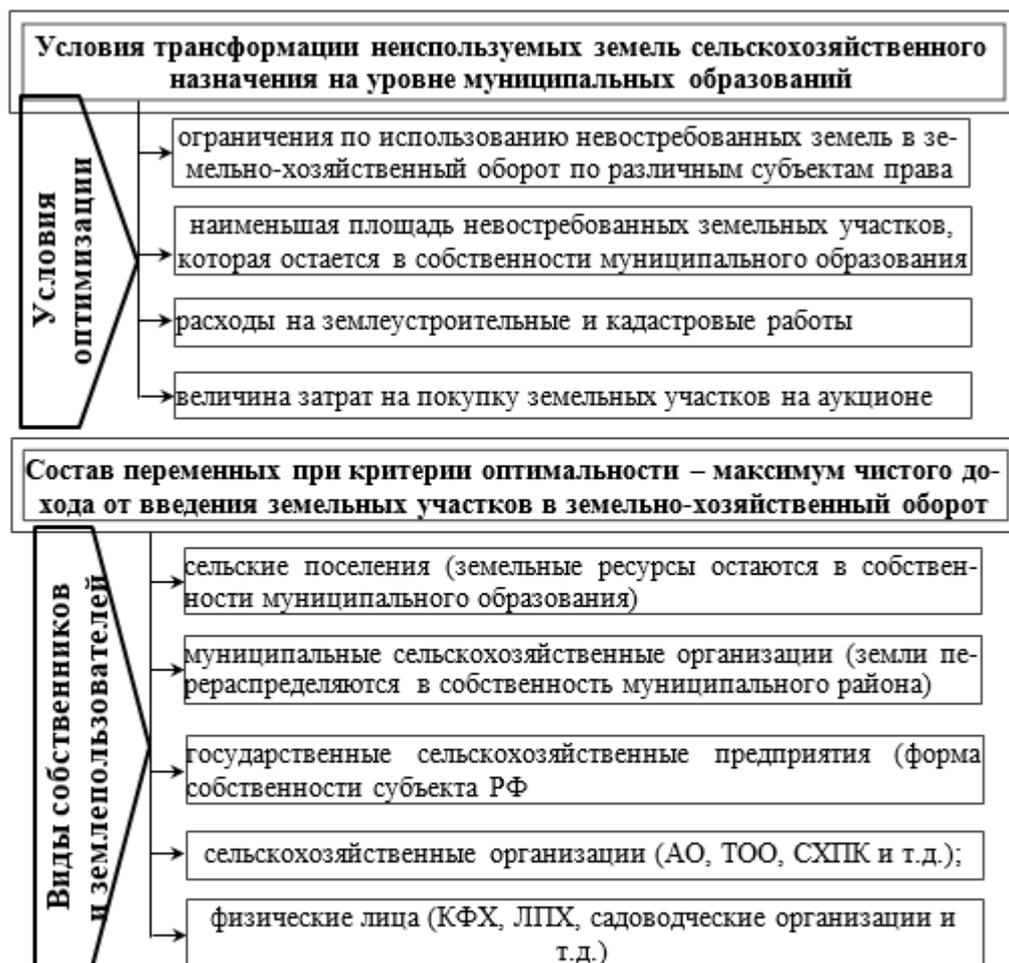 Условия трансформации неиспользуемых земель сельскохозяйственного
назначения на уровне муниципальных образований
Условия
оптимизации
ограничения по использованию невостребованных земель в зе-
мельно-хозяйственный оборот по различным субъектам права
наименьшая площадь невостребованных земельных участков,
которая остается в собственности муниципального образования
расходы на землеустроительные и кадастровые работы
величина затрат на покупку земельных участков на аукционе
Состав переменных при критерии оптимальности – максимум чистого до-
хода от введения земельных участков в земельно-хозяйственный оборот
Виды собственников
и землепользователей
сельские поселения (земельные ресурсы остаются в собствен-
ности муниципального образования)
муниципальные сельскохозяйственные организации (земли пе-
рераспределяются в собственность муниципального района)
государственные сельскохозяйственные предприятия (форма
собственности субъекта РФ
сельскохозяйственные организации (АО, ТОО, СХПК и т.д.);
физические лица (КФХ, ЛПХ, садоводческие организации и
т.д.)